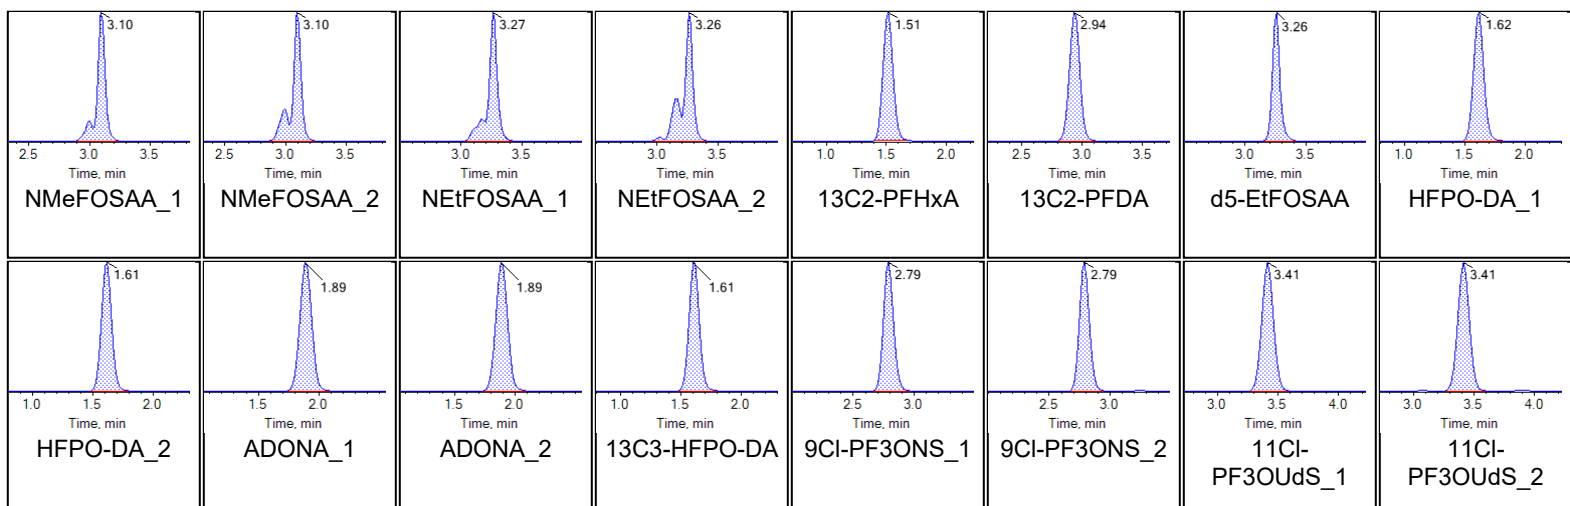 3.10
2.5 3.0 3.5
Time, min
NMeFOSAA_1
3.10
2.5 3.0 3.5
Time, min
NMeFOSAA_2
3.27
3.0 3.5
Time, min
NEtFOSAA_1
3.26
3.0 3.5
Time, min
NEtFOSAA_2
1.51
1.0 1.5 2.0
Time, min
13C2-PFHxA
2.94
2.5 3.0 3.5
Time, min
13C2-PFDA
3.26
3.0 3.5
Time, min
d5-EtFOSAA
1.62
1.0 1.5 2.0
Time, min
HFPO-DA_1
1.61
1.0 1.5 2.0
Time, min
HFPO-DA_2
1.89
1.5 2.0
Time, min
ADONA_1
1.89
1.5 2.0
Time, min
ADONA_2
1.61
1.0 1.5 2.0
Time, min
13C3-HFPO-DA
2.79
2.5 3.0
Time, min
9Cl-PF3ONS_1
2.79
2.5 3.0
Time, min
9Cl-PF3ONS_2
3.41
3.0 3.5 4.0
Time, min
11Cl-
PF3OUdS_1
3.41
3.0 3.5 4.0
Time, min
11Cl-
PF3OUdS_2